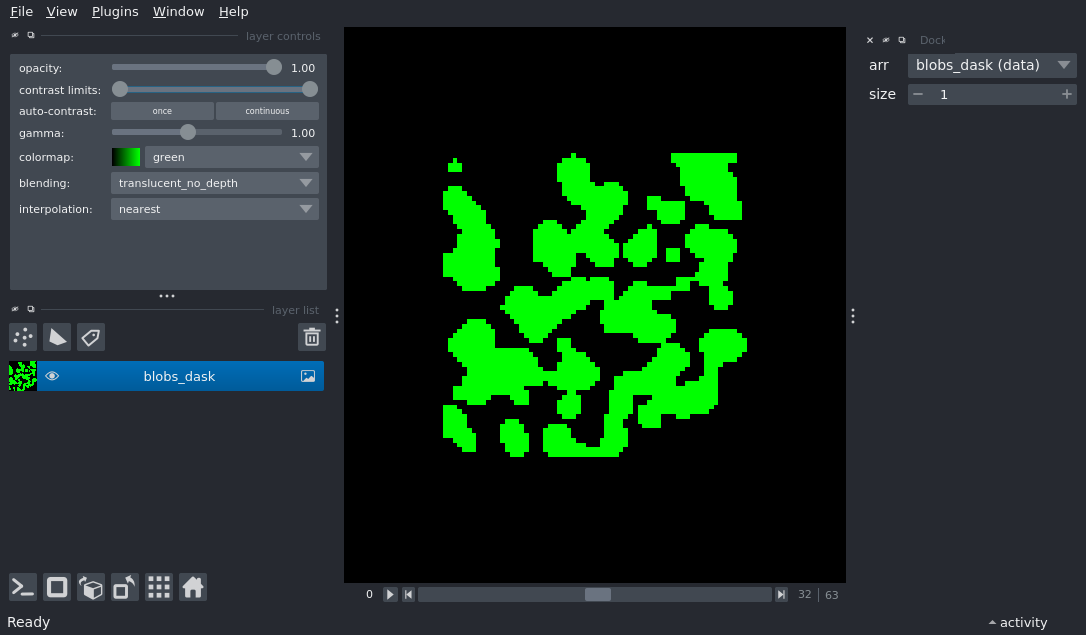 File View Plugins Window Help
layer controls
opacity: 1.00
contrast limits:
auto-contrast: once continuous
gamma: 1.00
colormap: green
blending: translucent_no_depth
interpolation: nearest
layer list
blobs_dask
0 32 63
Dock
arr blobs_dask (data)
size 1
Ready
activity